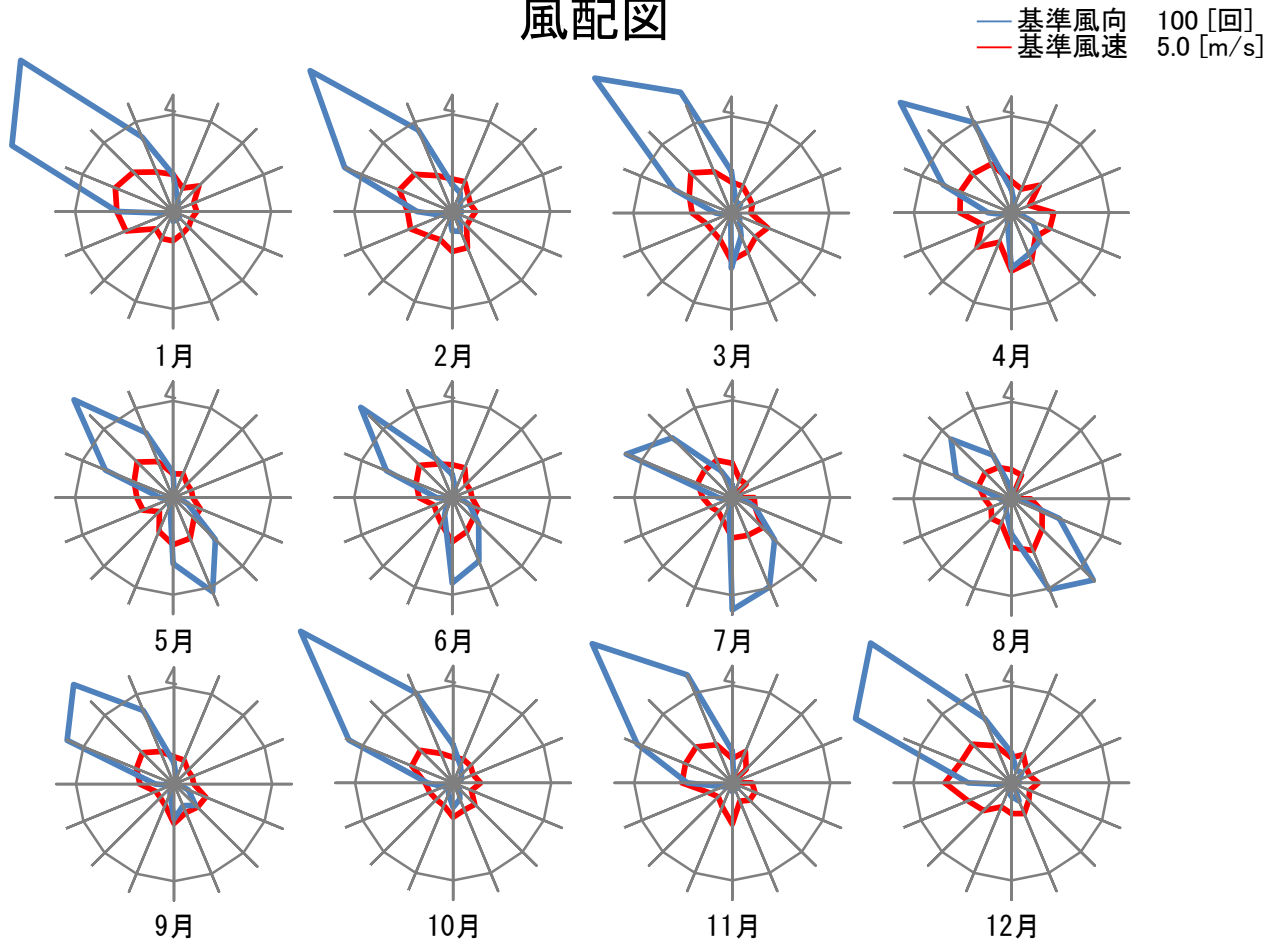 風配図
基準風向 100 [回]
基準風速 5.0 [m/s]
1月
2月
3月
4月
5月
6月
7月
8月
9月
10月
11月
12月